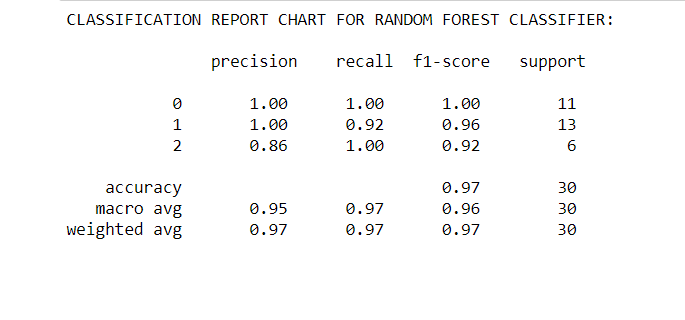 CLASSIFICATION REPORT CHART FOR RANDOM FOREST CLASSIFIER:
precision recall f1-score support
0 1.00 1.00 1.00 11
1 1.00 0.92 0.96 13
2 0.86 1.00 0.92 6
accuracy 0.97 30
macro avg 0.95 0.97 0.96 30
weighted avg 0.97 0.97 0.97 30